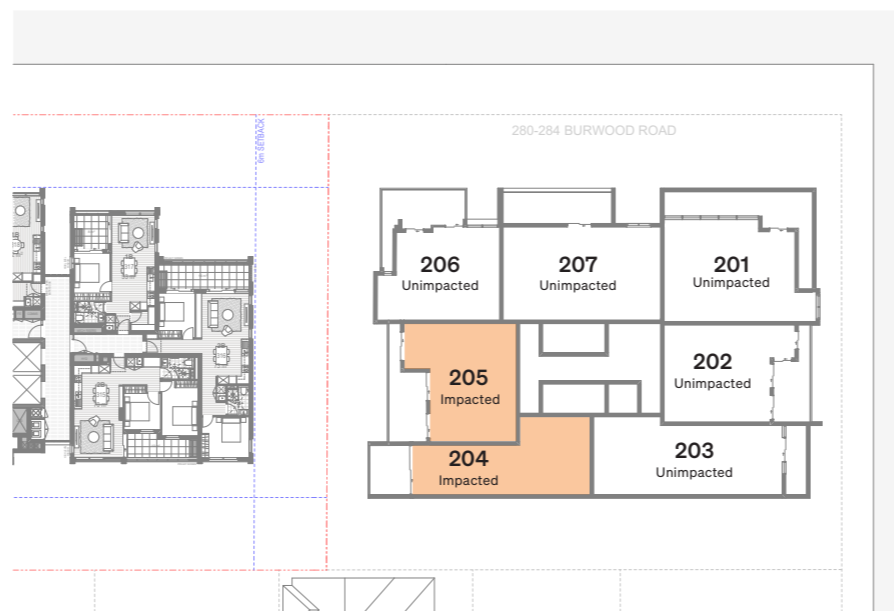 280-284 BURWOOD ROAD
6m SETBACK
206
Unimpacted
207
Unimpacted
201
Unimpacted
202
Unimpacted
205
Impacted
204
Impacted
203
Unimpacted